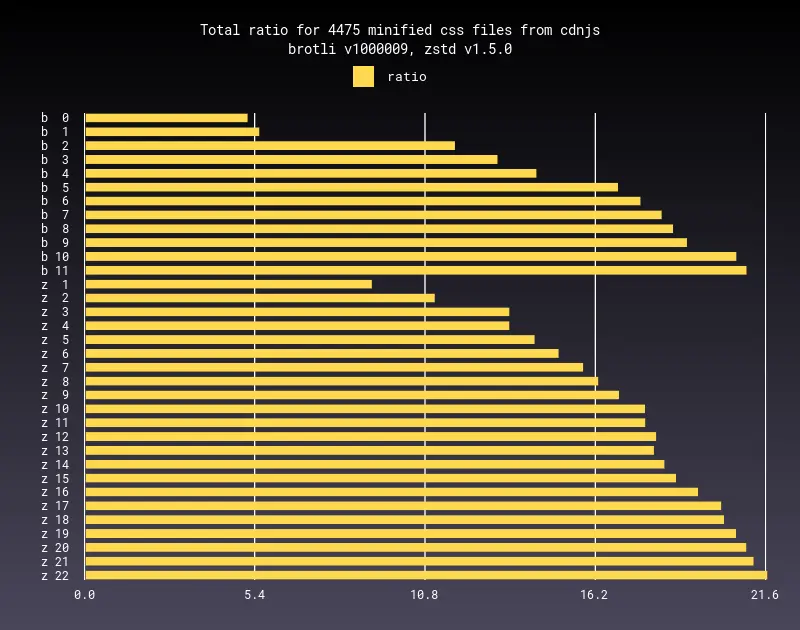 Total ratio for 4475 minified css files from cdnjs
brotli v1000009, zstd v1.5.0
ratio
b 0
b 1
b 2
b 3
b 4
b 5
b 6
b 7
b 8
b 9
b 10
b 11
z 1
z 2
z 3
z 4
z 5
z 6
z 7
z 8
z 9
z 10
z 11
z 12
z 13
z 14
z 15
z 16
z 17
z 18
z 19
z 20
z 21
z 22
0.0 5.4 10.8 16.2 21.6